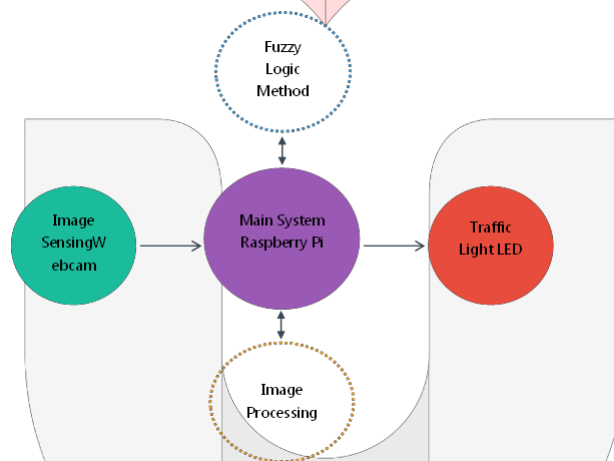 Fuzzy
Logic
Method
Image
SensingW
ebcam
Main System
Raspberry Pi
Traffic
Light LED
Image
Processing